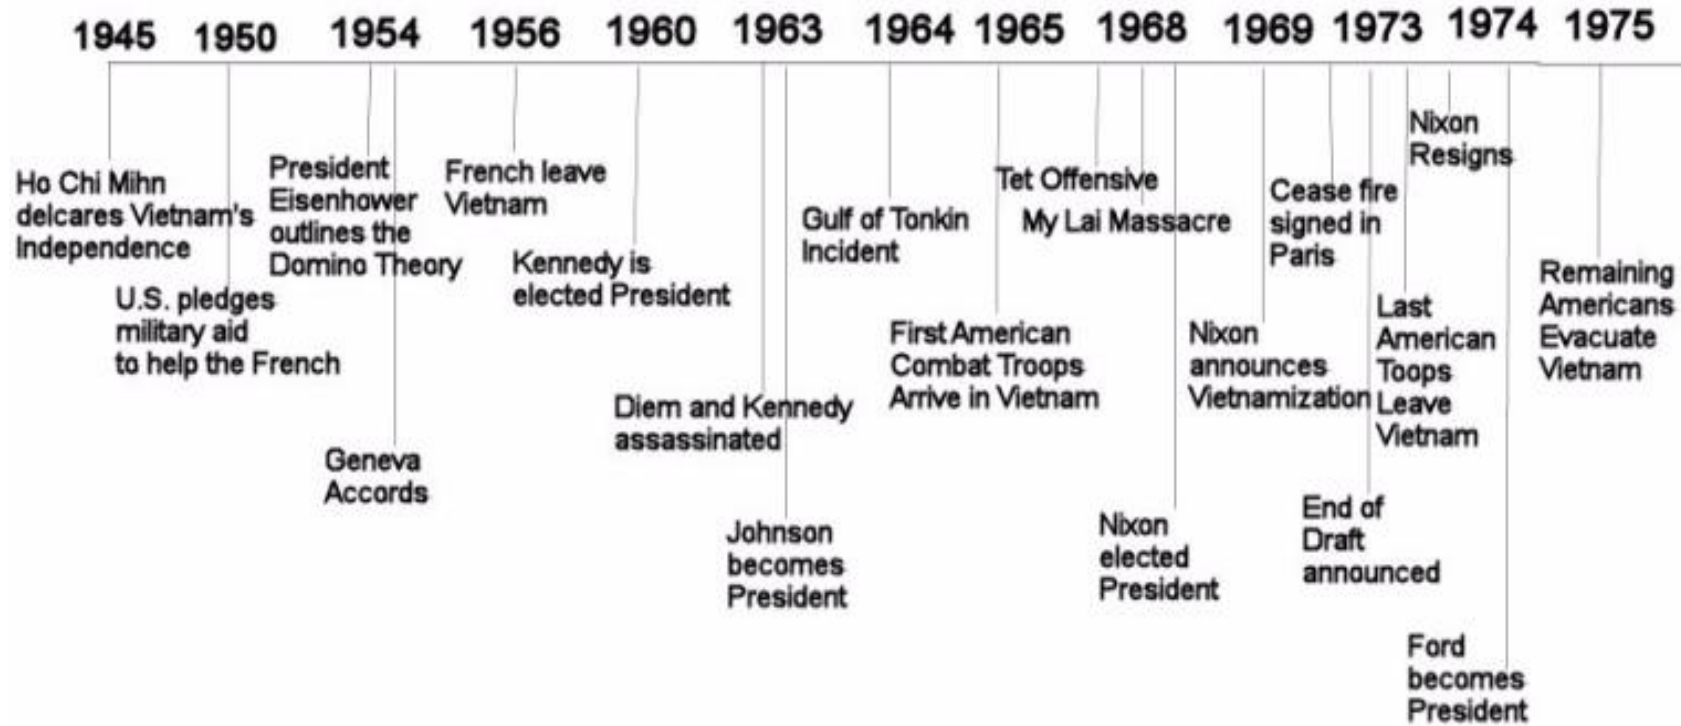 1945 1950 1954 1956 1960 1963 1964 1965 1968 1969 1973 1974 1975
Ho Chi Mihn
delcares Vietnam's
Independence
U.S. pledges
military aid
to help the French
President
Eisenhower
outlines the
Domino Theory
Geneva
Accords
French leave
Vietnam
Kennedy is
elected President
Diem and Kennedy
assassinated
Johnson
becomes
President
Gulf of Tonkin
Incident
First American
Combat Troops
Arrive in Vietnam
Tet Offensive
My Lai Massacre
Nixon
elected
President
Nixon
announces
Vietnamization
Cease fire
signed in
Paris
End of
Draft
announced
Last
American
Toops
Leave
Vietnam
Nixon
Resigns
Ford
becomes
President
Remaining
Americans
Evacuate
Vietnam